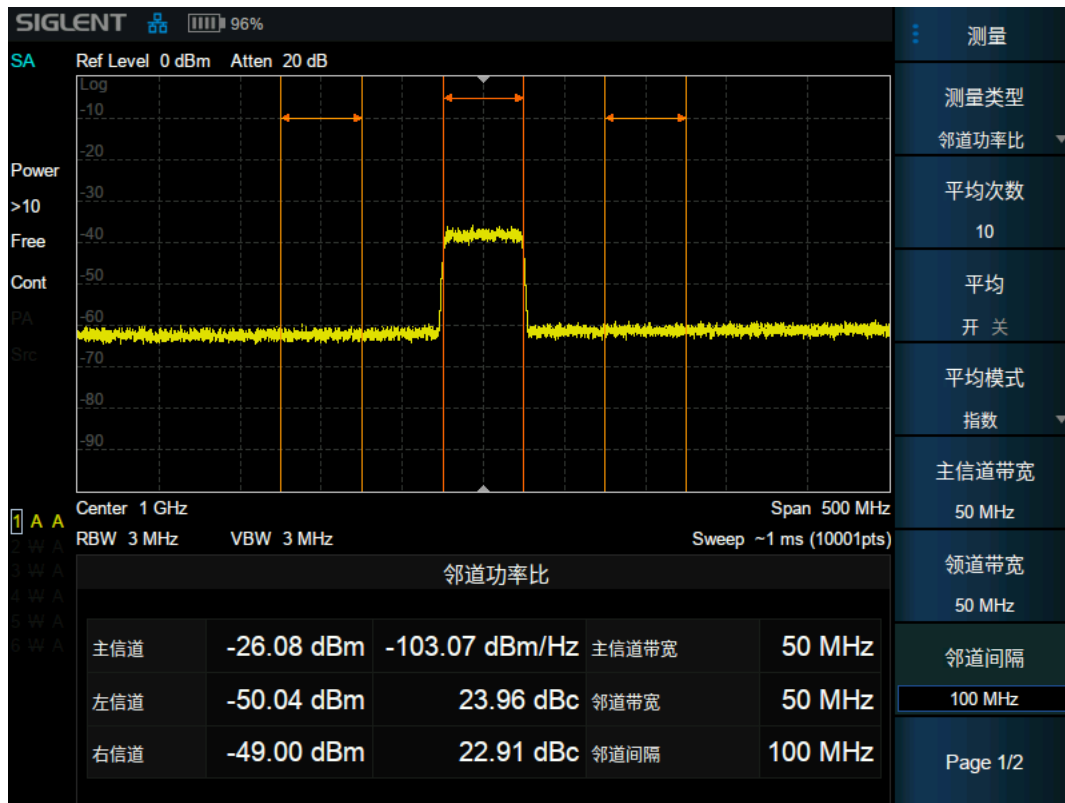 SIGLENT 96%
SA
Ref Level 0 dBm Atten 20 dB
Log
-10
-20
-30
-40
-50
-60
-70
-80
-90
Power
>10
Free
Cont
PA
Src
Center 1 GHz Span 500 MHz
RBW 3 MHz VBW 3 MHz Sweep ~1 ms (10001pts)
1 A A
2 W A
3 W A
4 W A
5 W A
6 W A
邻道功率比
主信道 -26.08 dBm -103.07 dBm/Hz 主信道带宽 50 MHz
左信道 -50.04 dBm 23.96 dBc 邻道带宽 50 MHz
右信道 -49.00 dBm 22.91 dBc 邻道间隔 100 MHz
测量
测量类型
邻道功率比
平均次数
10
平均
开 关
平均模式
指数
主信道带宽
50 MHz
领道带宽
50 MHz
邻道间隔
100 MHz
Page 1/2